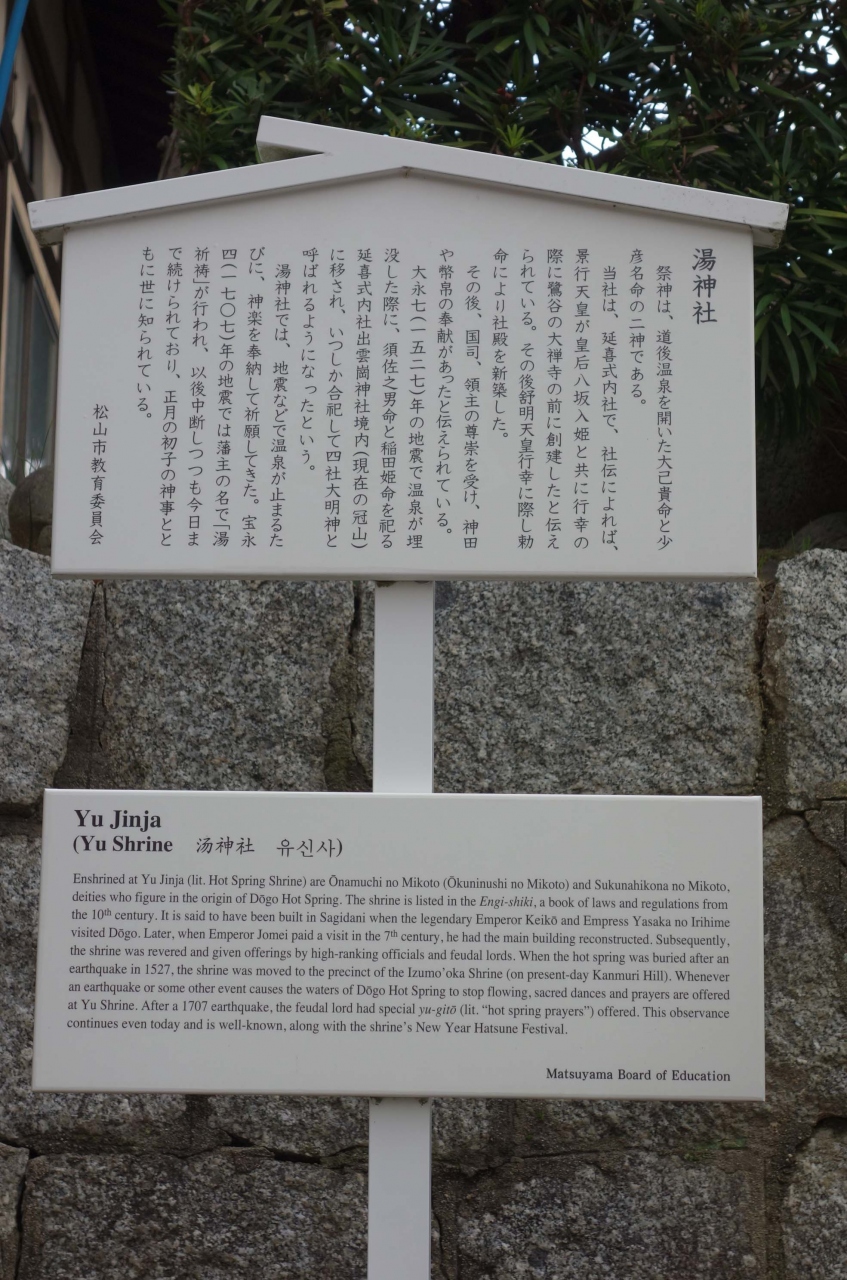 湯神社
祭神は、道後温泉を開いた大己貴命と少
彦名命の二神である。
当社は、延喜式内社で、社伝によれば、
景行天皇が皇后八坂入姫と共に行幸の
際に鷺谷の大禅寺の前に創建したと伝え
られている。その後舒明天皇行幸に際し勅
命により社殿を新築した。
その後、国司、領主の尊崇を受け、神田
や幣帛の奉献があったと伝えられている。
大永七(一五二七)年の地震で温泉が埋
没した際に、須佐之男命と稲田姫命を祀る
延喜式内社出雲崗神社境内(現在の冠山)
に移され、いつしか合祀して四社大明神と
呼ばれるようになったという。
湯神社では、地震などで温泉が止まるた
びに、神楽を奉納して祈願してきた。宝永
四(一七〇七)年の地震では藩主の名で「湯
祈祷」が行われ、以後中断しつつも今日ま
で続けられており、正月の初子の神事とと
もに世に知られている。
松山市教育委員会
Yu Jinja
(Yu Shrine 汤神社 유신사)
Enshrined at Yu Jinja (lit. Hot Spring Shrine) are Ōnamuchi no Mikoto (Ōkuninushi no Mikoto) and Sukunahikona no Mikoto,
deities who figure in the origin of Dōgo Hot Spring. The shrine is listed in the Engi-shiki, a book of laws and regulations from
the 10th century. It is said to have been built in Sagidani when the legendary Emperor Keikō and Empress Yasaka no Irihime
visited Dōgo. Later, when Emperor Jomei paid a visit in the 7th century, he had the main building reconstructed. Subsequently,
the shrine was revered and given offerings by high-ranking officials and feudal lords. When the hot spring was buried after an
earthquake in 1527, the shrine was moved to the precinct of the Izumo'oka Shrine (on present-day Kanmuri Hill). Whenever
an earthquake or some other event causes the waters of Dōgo Hot Spring to stop flowing, sacred dances and prayers are offered
at Yu Shrine. After a 1707 earthquake, the feudal lord had special yu-gitō (lit. "hot spring prayers") offered. This observance
continues even today and is well-known, along with the shrine's New Year Hatsune Festival.
Matsuyama Board of Education